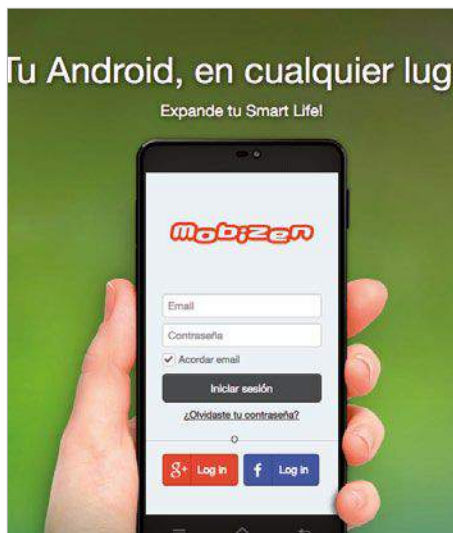 Tu Android, en cualquier lug
Expande tu Smart Life!
mobizen
Email
Contraseña
Acordar email
Iniciar sesión
¿Olvidaste tu contraseña?
O
g+ Log in
f Log in